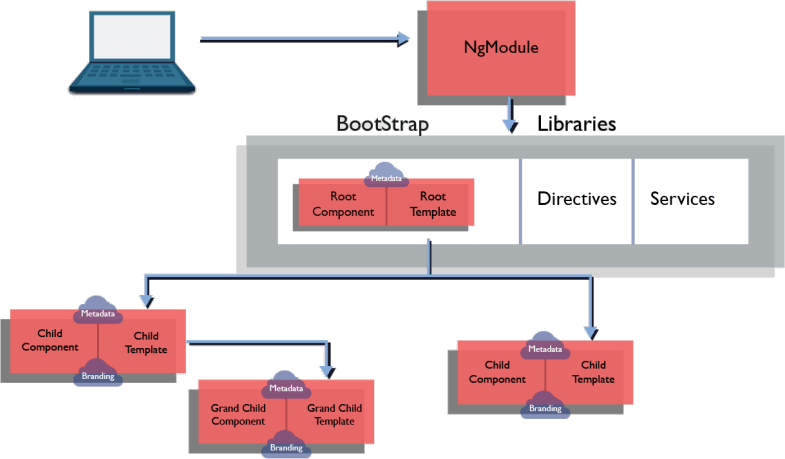 NgModule
BootStrap
Libraries
Metadata
Root
Component
Root
Template
Directives
Services
Metadata
Child
Component
Child
Template
Branding
Metadata
Grand Child
Component
Grand Child
Template
Branding
Metadata
Child
Component
Child
Template
Branding